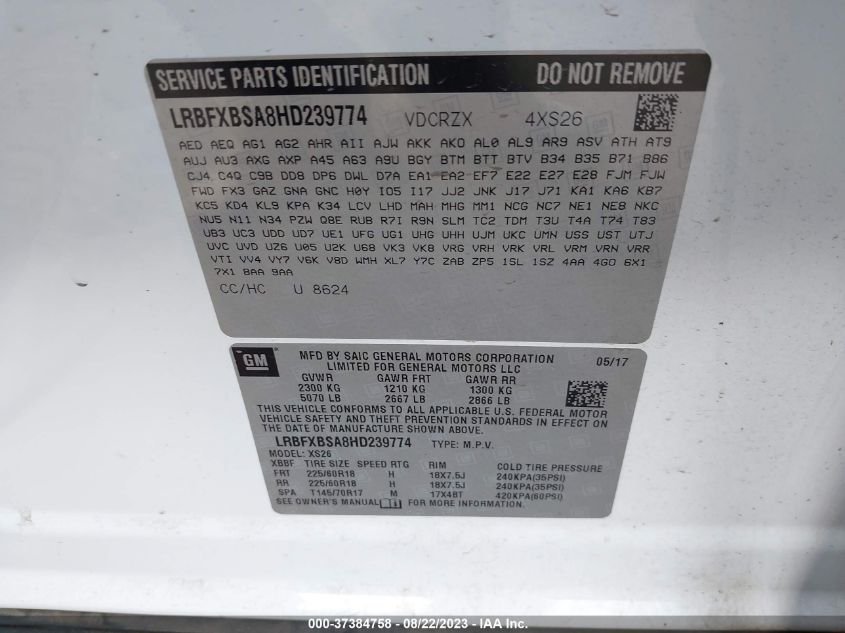 SERVICE PARTS IDENTIFICATION DO NOT REMOVE
LRBFXBSA8HD239774 VDCRZX 4XS26
AED AEQ AG1 AG2 AHR AII AJW AKK AKO AL0 AL9 AR9 ASV ATH AT9
AUJ AU3 AXG AXP A45 A63 A9U BGY BTM BTT BTV B34 B35 B71 B86
CJ4 C4Q C9B DD8 DP6 DWL D7A EA1 EA2 EF7 E22 E27 E28 FJM FJW
FWD FX3 GAZ GNA GNC H0Y IO5 I17 JJ2 JNK J17 J71 KA1 KA6 KB7
KC5 KD4 KL9 KPA K34 LCV LHD MAH MHG MM1 NCG NC7 NE1 NE8 NKC
NU5 N11 N34 PZW Q8E RUB R7I R9N SLM TC2 TDM T3U T4A T74 T83
UB3 UC3 UDD UD7 UE1 UFG UG1 UHG UHH UJM UKC UMN USS UST UTJ
UVC UVD UZ6 U05 U2K U68 VK3 VK8 VRG VRH VRK VRL VRM VRN VRR
VTI VV4 VY7 V6K V8D WMH XL7 Y7C ZAB ZP5 1SL 1SZ 4AA 4G0 6X1
7X1 8AA 9AA
CC/HC U 8624
GM
MFD BY SAIC GENERAL MOTORS CORPORATION 05/17
LIMITED FOR GENERAL MOTORS LLC
GVWR GAWR FRT GAWR RR
2300 KG 1210 KG 1300 KG
5070 LB 2667 LB 2866 LB
THIS VEHICLE CONFORMS TO ALL APPLICABLE U.S. FEDERAL MOTOR
VEHICLE SAFETY AND THEFT PREVENTION STANDARDS IN EFFECT ON
THE DATE OF MANUFACTURE SHOWN ABOVE.
LRBFXBSA8HD239774 TYPE: M.P.V.
MODEL: XS26
XBBF TIRE SIZE SPEED RTG RIM COLD TIRE PRESSURE
FRT 225/60R18 H 18X7.5J 240KPA(35PSI)
RR 225/60R18 H 18X7.5J 240KPA(35PSI)
SPA T145/70R17 M 17X4BT 420KPA(60PSI)
SEE OWNER'S MANUAL FOR MORE INFORMATION.
000-37384758 - 08/22/2023 - IAA Inc.